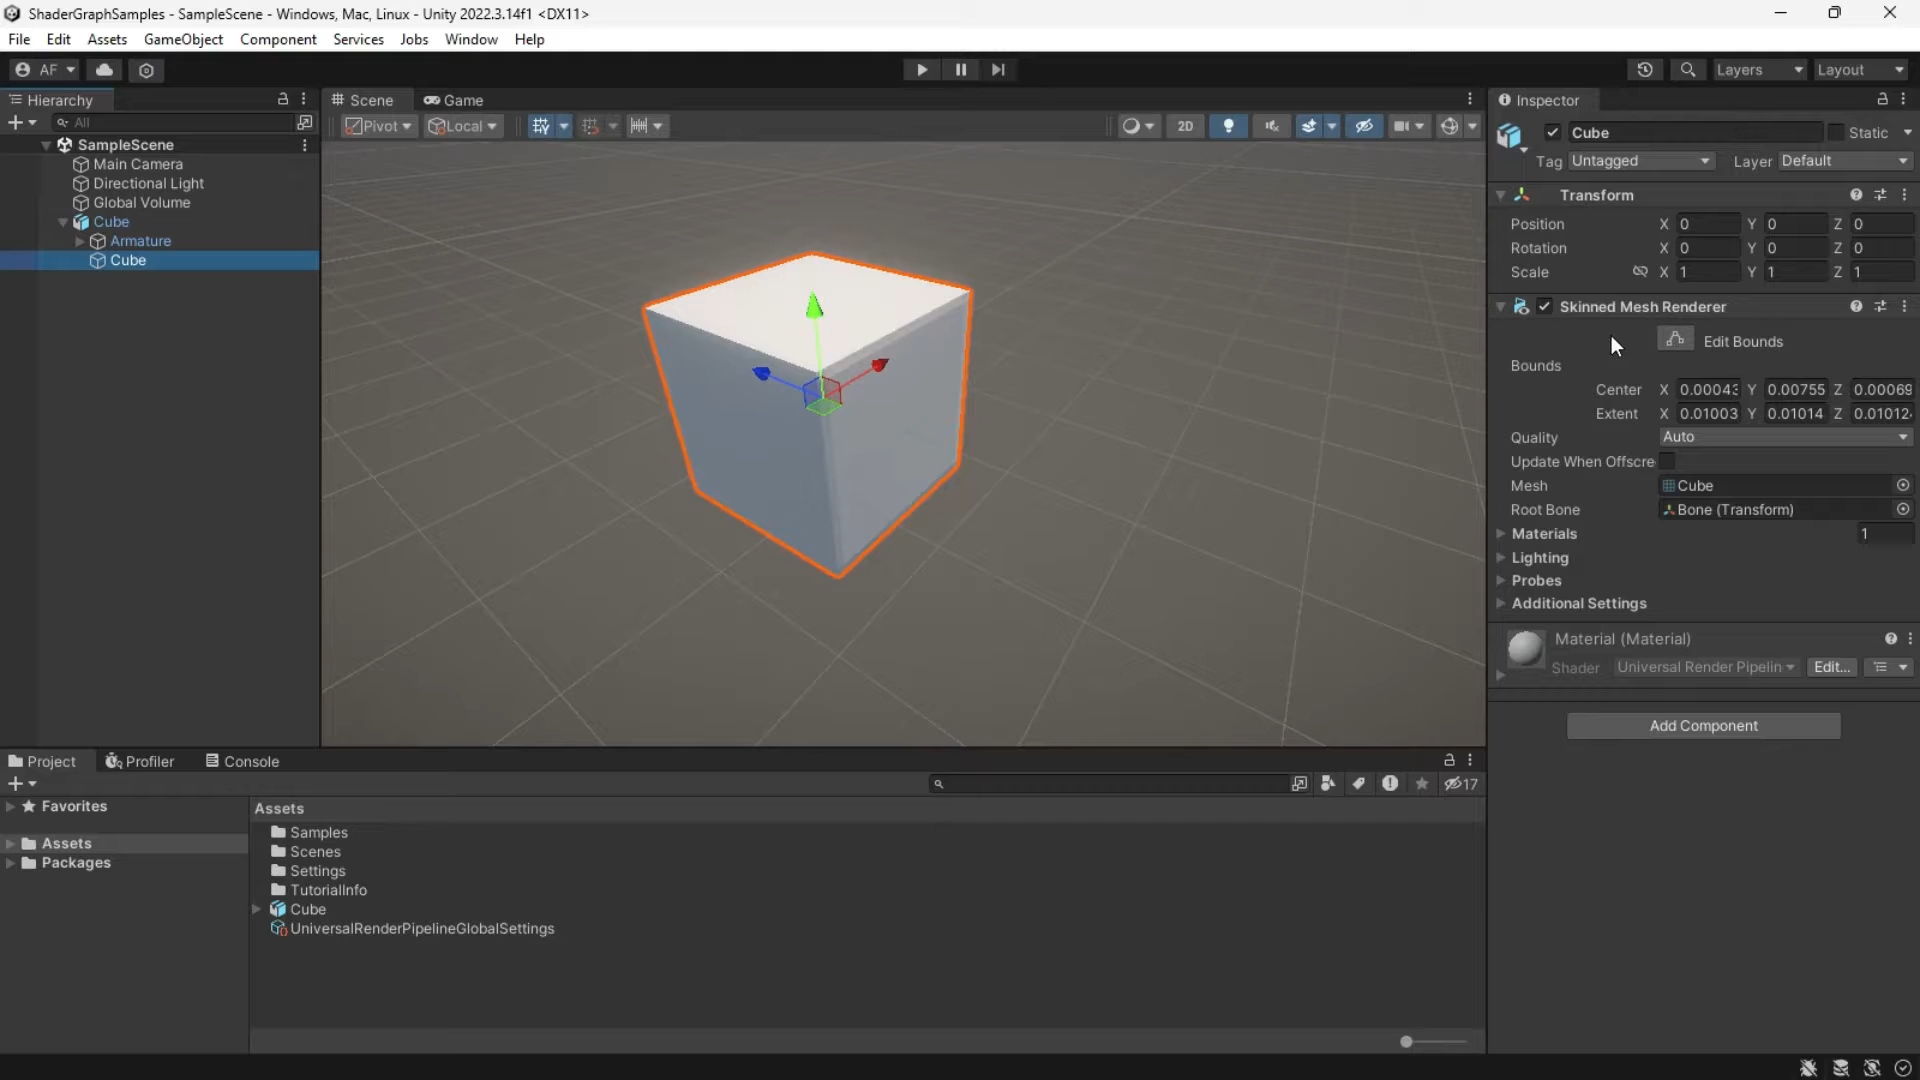 ShaderGraphSamples - SampleScene - Windows, Mac, Linux - Unity 2022.3.14f1 <DX11>
File Edit Assets GameObject Component Services Jobs Window Help
AF
Layers Layout
Hierarchy
All
SampleScene
Main Camera
Directional Light
Global Volume
Cube
Armature
Cube
Scene Game
Pivot Local 2D
Inspector
Cube Static
Tag Untagged Layer Default
Transform
Position X 0 Y 0 Z 0
Rotation X 0 Y 0 Z 0
Scale X 1 Y 1 Z 1
Skinned Mesh Renderer
Edit Bounds
Bounds
Center X 0.00043 Y 0.00755 Z 0.00069
Extent X 0.01003 Y 0.01014 Z 0.01012
Quality Auto
Update When Offscre
Mesh Cube
Root Bone Bone (Transform)
Materials 1
Lighting
Probes
Additional Settings
Material (Material)
Shader Universal Render Pipelin Edit...
Add Component
Project Profiler Console
17
Favorites
Assets
Packages
Assets
Samples
Scenes
Settings
TutorialInfo
Cube
UniversalRenderPipelineGlobalSettings